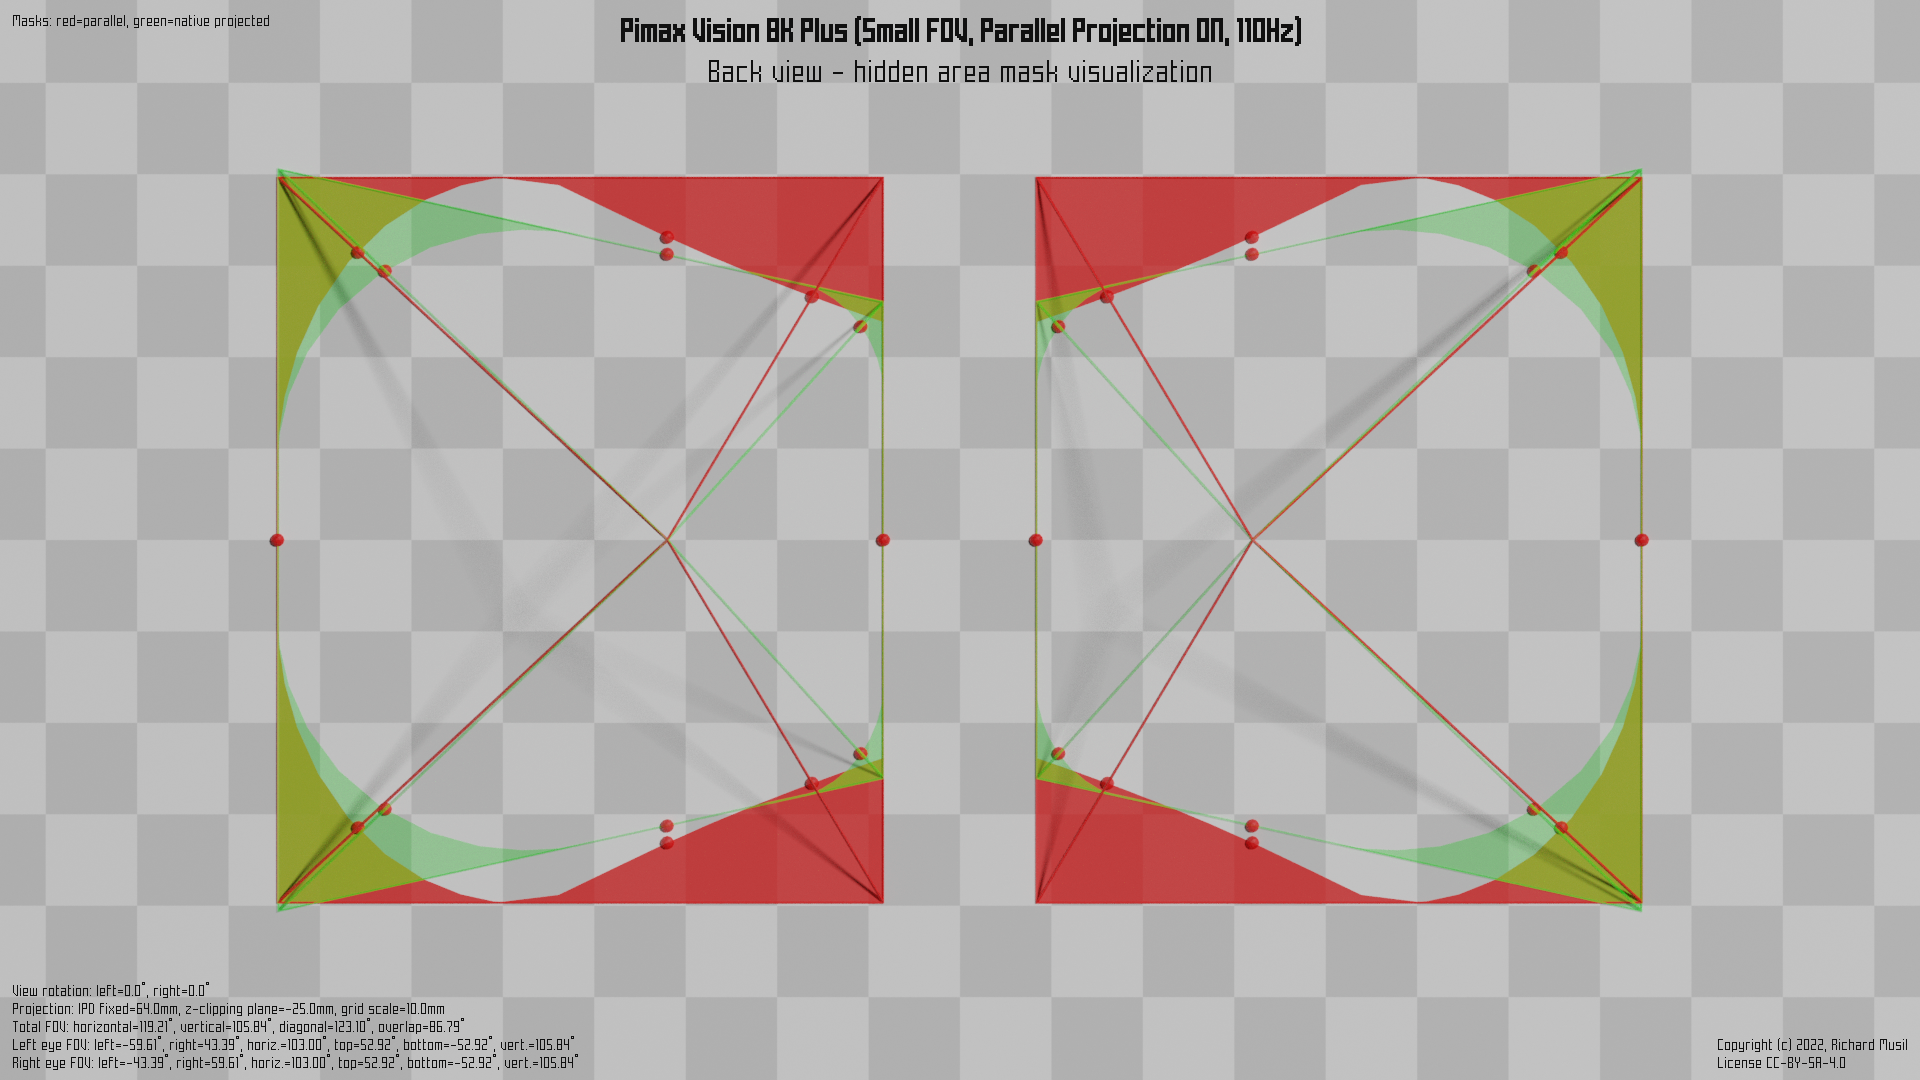 Masks: red=parallel, green=native projected
Pimax Vision 8K Plus (Small FOV, Parallel Projection ON, 110Hz)
Back view - hidden area mask visualization
View rotation: left=0.0°, right=0.0°
Projection: IPD fixed=64.0mm, z-clipping plane=-25.0mm, grid scale=10.0mm
Total FOV: horizontal=119.21°, vertical=105.84°, diagonal=123.10°, overlap=86.79°
Left eye FOV: left=-59.61°, right=43.39°, horiz.=103.00°, top=52.92°, bottom=-52.92°, vert.=105.84°
Right eye FOV: left=-43.39°, right=59.61°, horiz.=103.00°, top=52.92°, bottom=-52.92°, vert.=105.84°
Copyright (c) 2022, Richard Musil
License CC-BY-SA-4.0